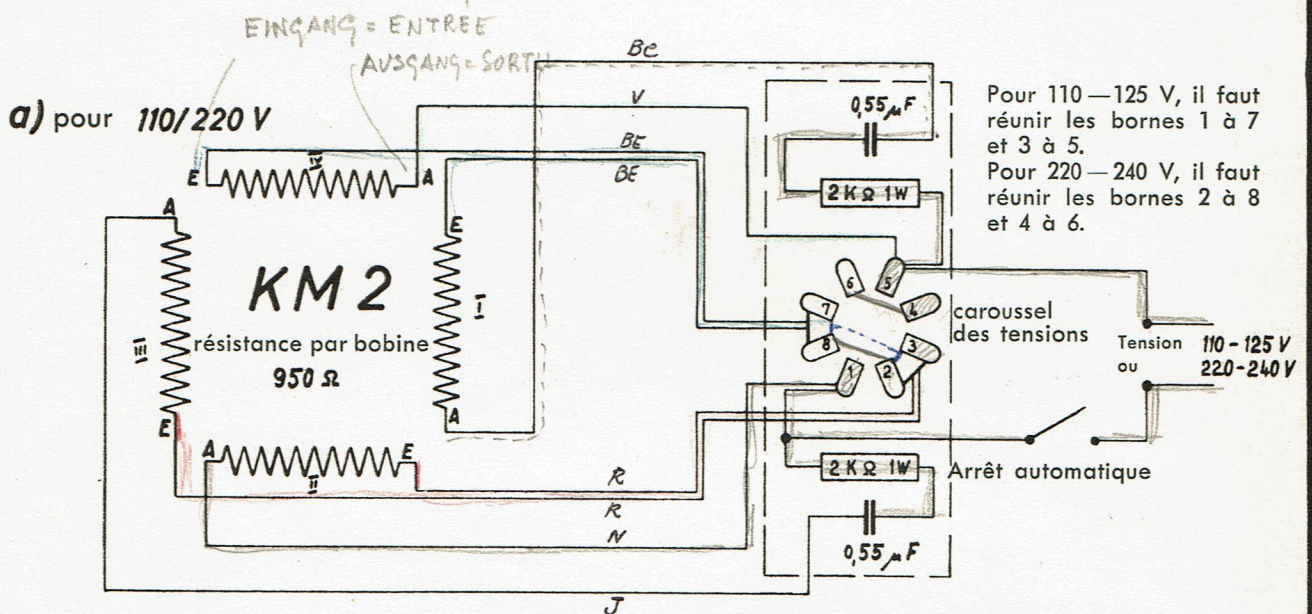 EINGANG = ENTRÉE
AUSGANG = SORTI
a) pour 110/220 V
Bc
V
BE
BE
0,55 µF
2 KΩ 1W
Pour 110—125 V, il faut
réunir les bornes 1 à 7
et 3 à 5.
Pour 220—240 V, il faut
réunir les bornes 2 à 8
et 4 à 6.
E
IV
A
A
E
KM 2
résistance par bobine
950 Ω
III
I
E
A
A
II
E
6
5
7
4
8
3
1
2
caroussel
des tensions
Tension
ou
110-125 V
220-240 V
R
R
N
J
2 KΩ 1W
0,55 µF
Arrêt automatique